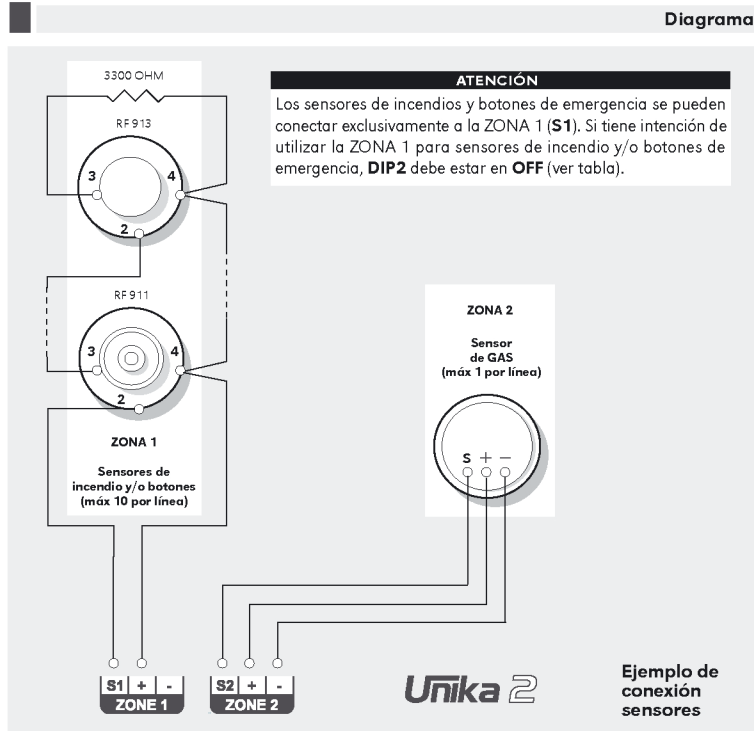 Diagrama
3300 OHM
RF 913
3
4
2
RF 911
3
4
2
ZONA 1
Sensores de
incendio y/o botones
(máx 10 por línea)
ATENCIÓN
Los sensores de incendios y botones de emergencia se pueden
conectar exclusivamente a la ZONA 1 (S1). Si tiene intención de
utilizar la ZONA 1 para sensores de incendio y/o botones de
emergencia, DIP2 debe estar en OFF (ver tabla).
ZONA 2
Sensor
de GAS
(máx 1 por línea)
S + −
S1 + -
ZONE 1
S2 + -
ZONE 2
Unika 2
Ejemplo de
conexión
sensores